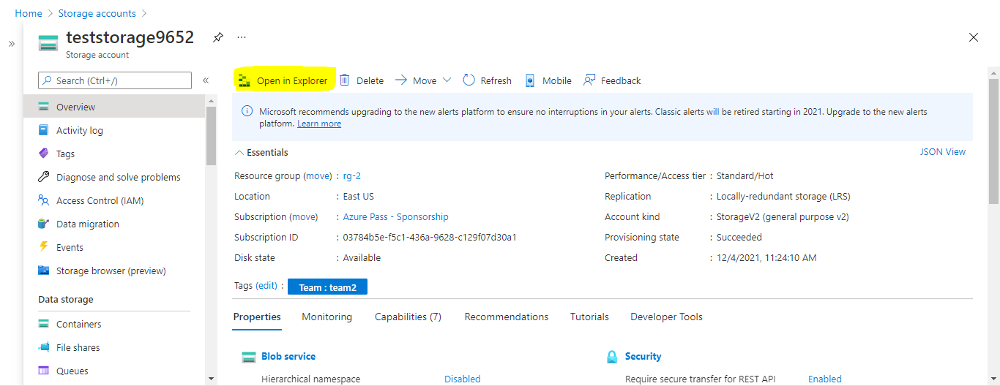 Home > Storage accounts >
»
teststorage9652
...
Storage account
Search (Ctrl+/)
«
Overview
Activity log
Tags
Diagnose and solve problems
Access Control (IAM)
Data migration
Events
Storage browser (preview)
Data storage
Containers
File shares
Queues
Open in Explorer Delete Move Refresh Mobile Feedback
Microsoft recommends upgrading to the new alerts platform to ensure no interruptions in your alerts. Classic alerts will be retired starting in 2021. Upgrade to the new alerts
platform. Learn more
Essentials
JSON View
Resource group (move) : rg-2
Location : East US
Subscription (move) : Azure Pass - Sponsorship
Subscription ID : 03784b5e-f5c1-436a-9628-c129f07d30a1
Disk state : Available
Performance/Access tier : Standard/Hot
Replication : Locally-redundant storage (LRS)
Account kind : StorageV2 (general purpose v2)
Provisioning state : Succeeded
Created : 12/4/2021, 11:24:10 AM
Tags (edit) : Team : team2
Properties Monitoring Capabilities (7) Recommendations Tutorials Developer Tools
Blob service
Hierarchical namespace Disabled
Security
Require secure transfer for REST API Enabled